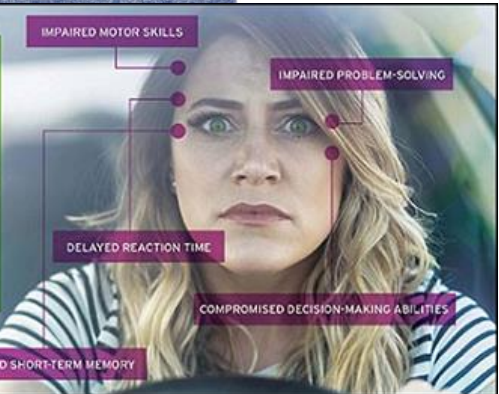 IMPAIRED MOTOR SKILLS
IMPAIRED PROBLEM-SOLVING
DELAYED REACTION TIME
COMPROMISED DECISION-MAKING ABILITIES
SHORT-TERM MEMORY